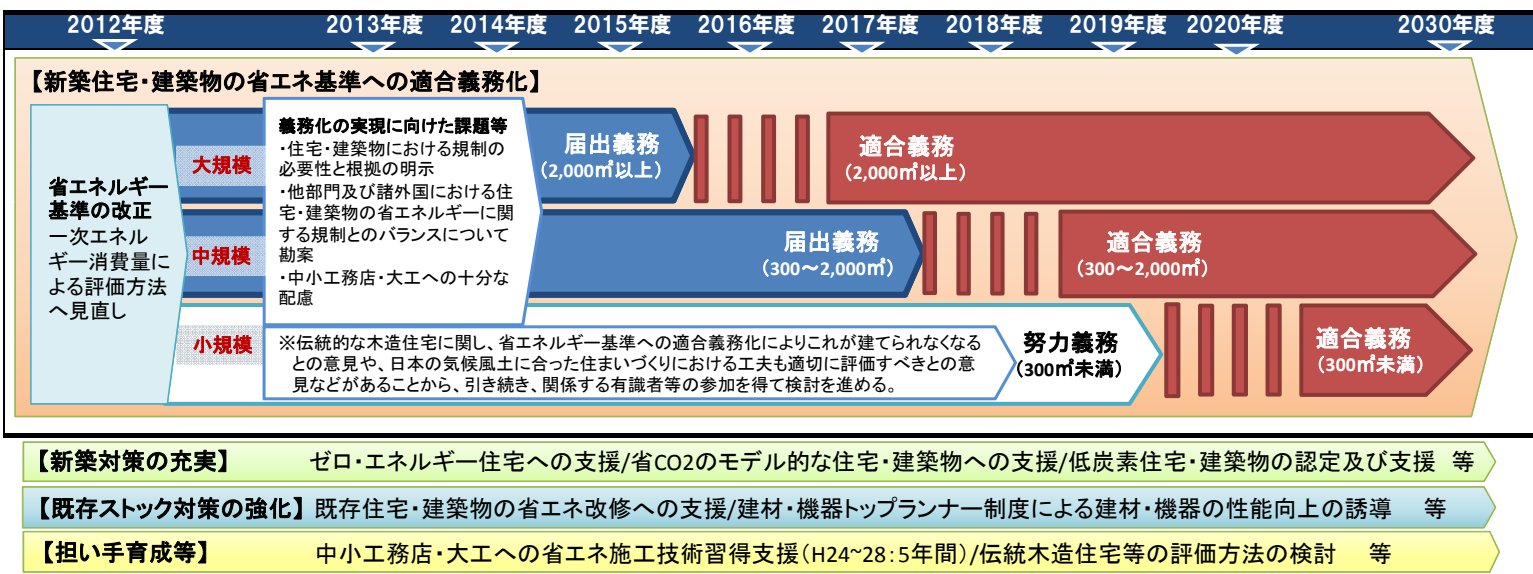 2012年度 2013年度 2014年度 2015年度 2016年度 2017年度 2018年度 2019年度 2020年度 2030年度
【新築住宅・建築物の省エネ基準への適合義務化】
省エネルギー
基準の改正
一次エネル
ギー消費量に
よる評価方法
へ見直し
大規模
中規模
小規模
義務化の実現に向けた課題等
・住宅・建築物における規制の
必要性と根拠の明示
・他部門及び諸外国における住
宅・建築物の省エネルギーに関
する規制とのバランスについて
勘案
・中小工務店・大工への十分な
配慮
届出義務
（2,000㎡以上）
適合義務
（2,000㎡以上）
届出義務
（300～2,000㎡）
適合義務
（300～2,000㎡）
※伝統的な木造住宅に関し、省エネルギー基準への適合義務化によりこれが建てられなくなる
との意見や、日本の気候風土に合った住まいづくりにおける工夫も適切に評価すべきとの意
見などがあることから、引き続き、関係する有識者等の参加を得て検討を進める。
努力義務
（300㎡未満）
適合義務
（300㎡未満）
【新築対策の充実】 ゼロ・エネルギー住宅への支援/省CO2のモデル的な住宅・建築物への支援/低炭素住宅・建築物の認定及び支援 等
【既存ストック対策の強化】 既存住宅・建築物の省エネ改修への支援/建材・機器トップランナー制度による建材・機器の性能向上の誘導 等
【担い手育成等】 中小工務店・大工への省エネ施工技術習得支援（H24~28：5年間）/伝統木造住宅等の評価方法の検討 等